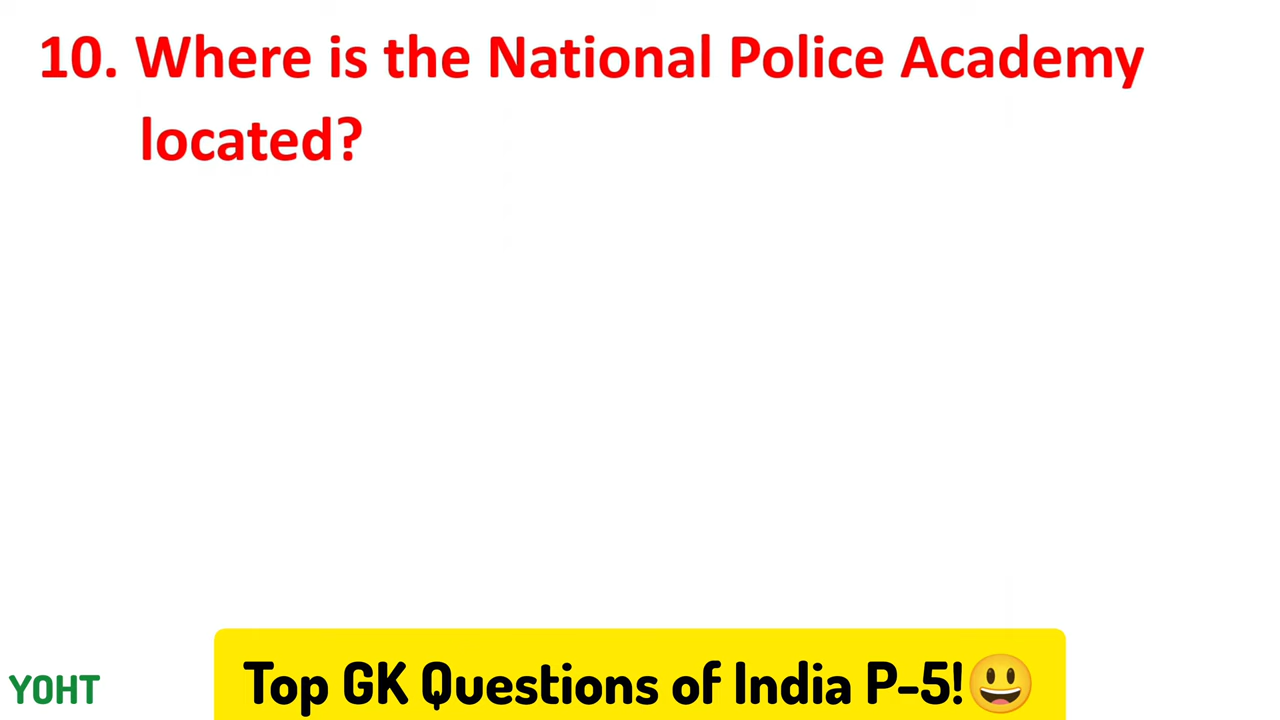 10. Where is the National Police Academy
located?
YOHT
Top GK Questions of India P-5!😃